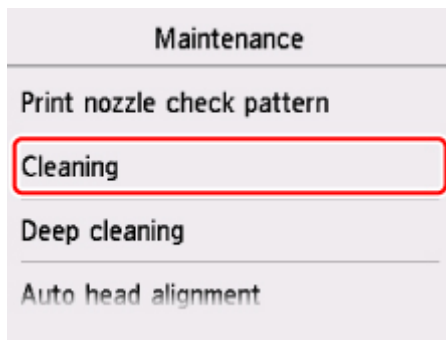 Maintenance
Print nozzle check pattern
Cleaning
Deep cleaning
Auto head alignment